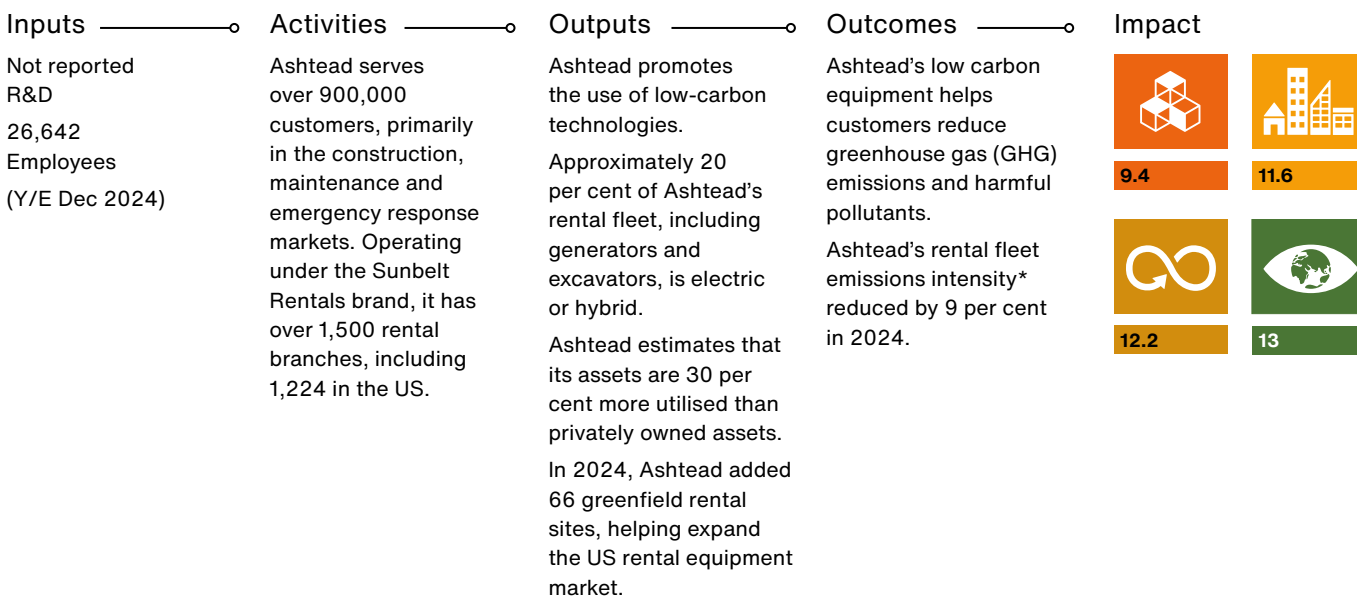 Inputs
Not reported
R&D
26,642
Employees
(Y/E Dec 2024)
Activities
Ashtead serves
over 900,000
customers, primarily
in the construction,
maintenance and
emergency response
markets. Operating
under the Sunbelt
Rentals brand, it has
over 1,500 rental
branches, including
1,224 in the US.
Outputs
Ashtead promotes
the use of low-carbon
technologies.
Approximately 20
per cent of Ashtead’s
rental fleet, including
generators and
excavators, is electric
or hybrid.
Ashtead estimates that
its assets are 30 per
cent more utilised than
privately owned assets.
In 2024, Ashtead added
66 greenfield rental
sites, helping expand
the US rental equipment
market.
Outcomes
Ashtead’s low carbon
equipment helps
customers reduce
greenhouse gas (GHG)
emissions and harmful
pollutants.
Ashtead’s rental fleet
emissions intensity*
reduced by 9 per cent
in 2024.
Impact
9.4
11.6
12.2
13